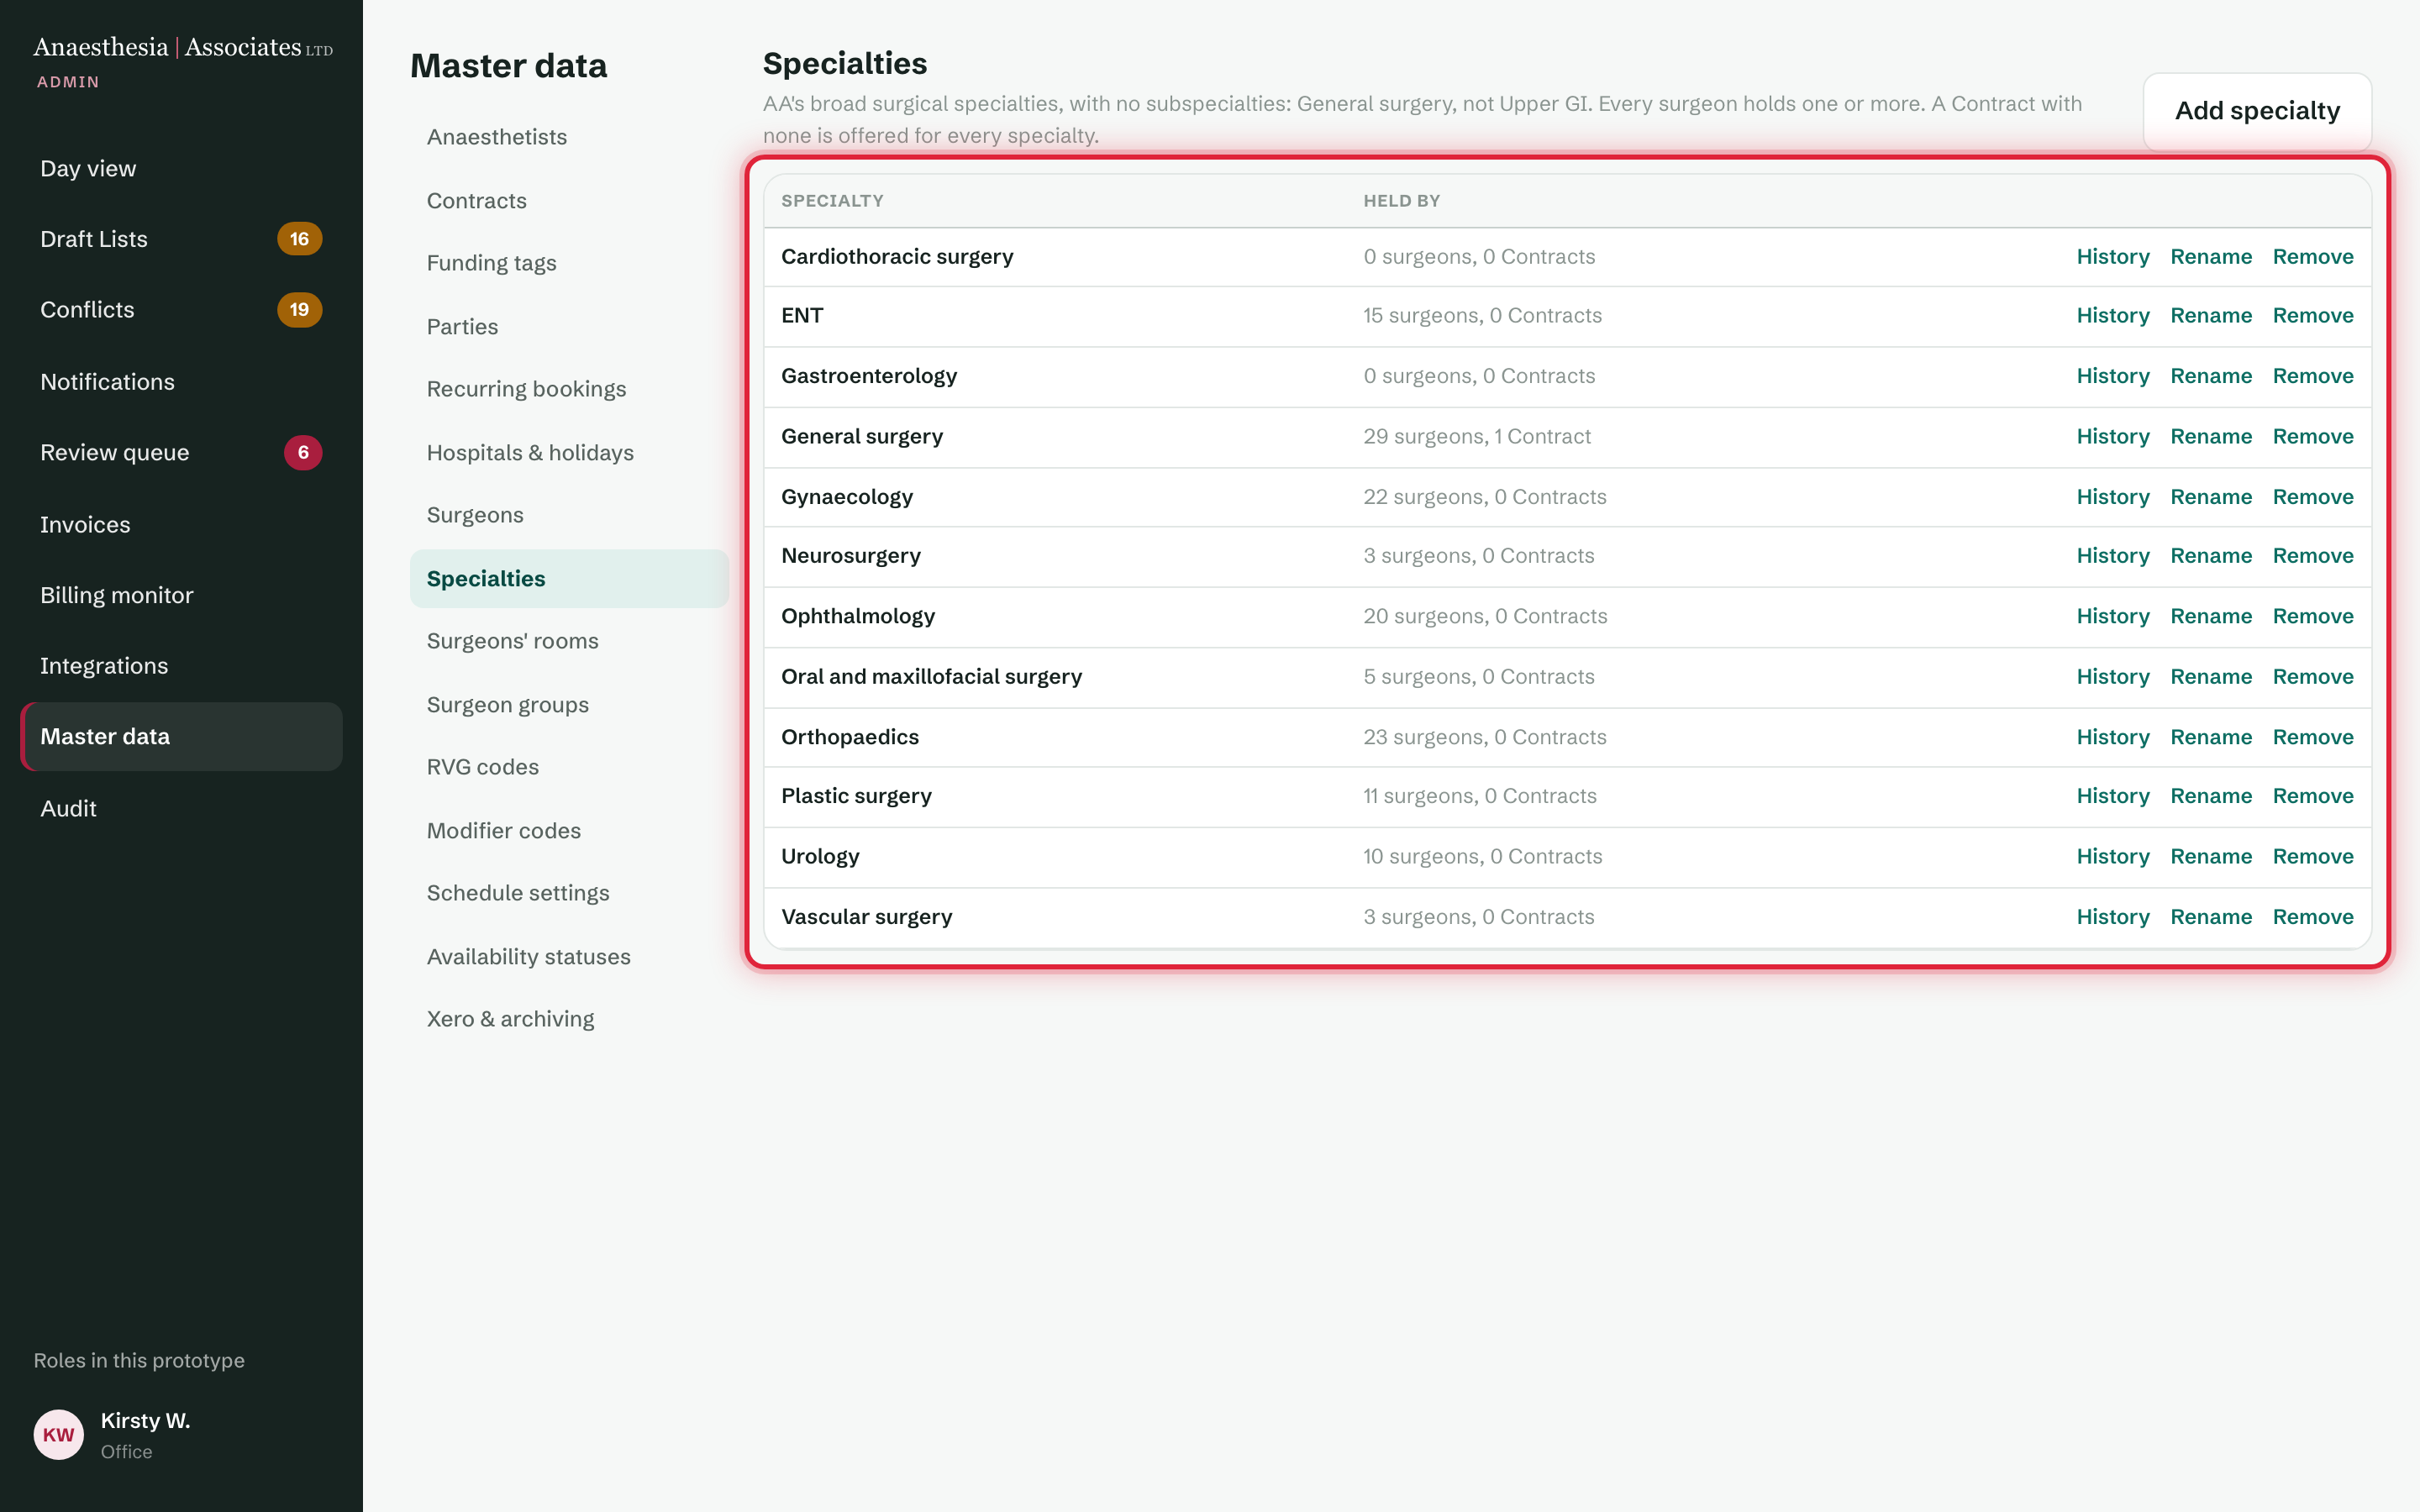 Anaesthesia | Associates LTD
ADMIN
Day view
Draft Lists 16
Conflicts 19
Notifications
Review queue 6
Invoices
Billing monitor
Integrations
Master data
Audit
Roles in this prototype
KW
Kirsty W.
Office
Master data
Anaesthetists
Contracts
Funding tags
Parties
Recurring bookings
Hospitals & holidays
Surgeons
Specialties
Surgeons' rooms
Surgeon groups
RVG codes
Modifier codes
Schedule settings
Availability statuses
Xero & archiving
Specialties
AA's broad surgical specialties, with no subspecialties: General surgery, not Upper GI. Every surgeon holds one or more. A Contract with
none is offered for every specialty.
Add specialty
SPECIALTY HELD BY
Cardiothoracic surgery 0 surgeons, 0 Contracts History Rename Remove
ENT 15 surgeons, 0 Contracts History Rename Remove
Gastroenterology 0 surgeons, 0 Contracts History Rename Remove
General surgery 29 surgeons, 1 Contract History Rename Remove
Gynaecology 22 surgeons, 0 Contracts History Rename Remove
Neurosurgery 3 surgeons, 0 Contracts History Rename Remove
Ophthalmology 20 surgeons, 0 Contracts History Rename Remove
Oral and maxillofacial surgery 5 surgeons, 0 Contracts History Rename Remove
Orthopaedics 23 surgeons, 0 Contracts History Rename Remove
Plastic surgery 11 surgeons, 0 Contracts History Rename Remove
Urology 10 surgeons, 0 Contracts History Rename Remove
Vascular surgery 3 surgeons, 0 Contracts History Rename Remove